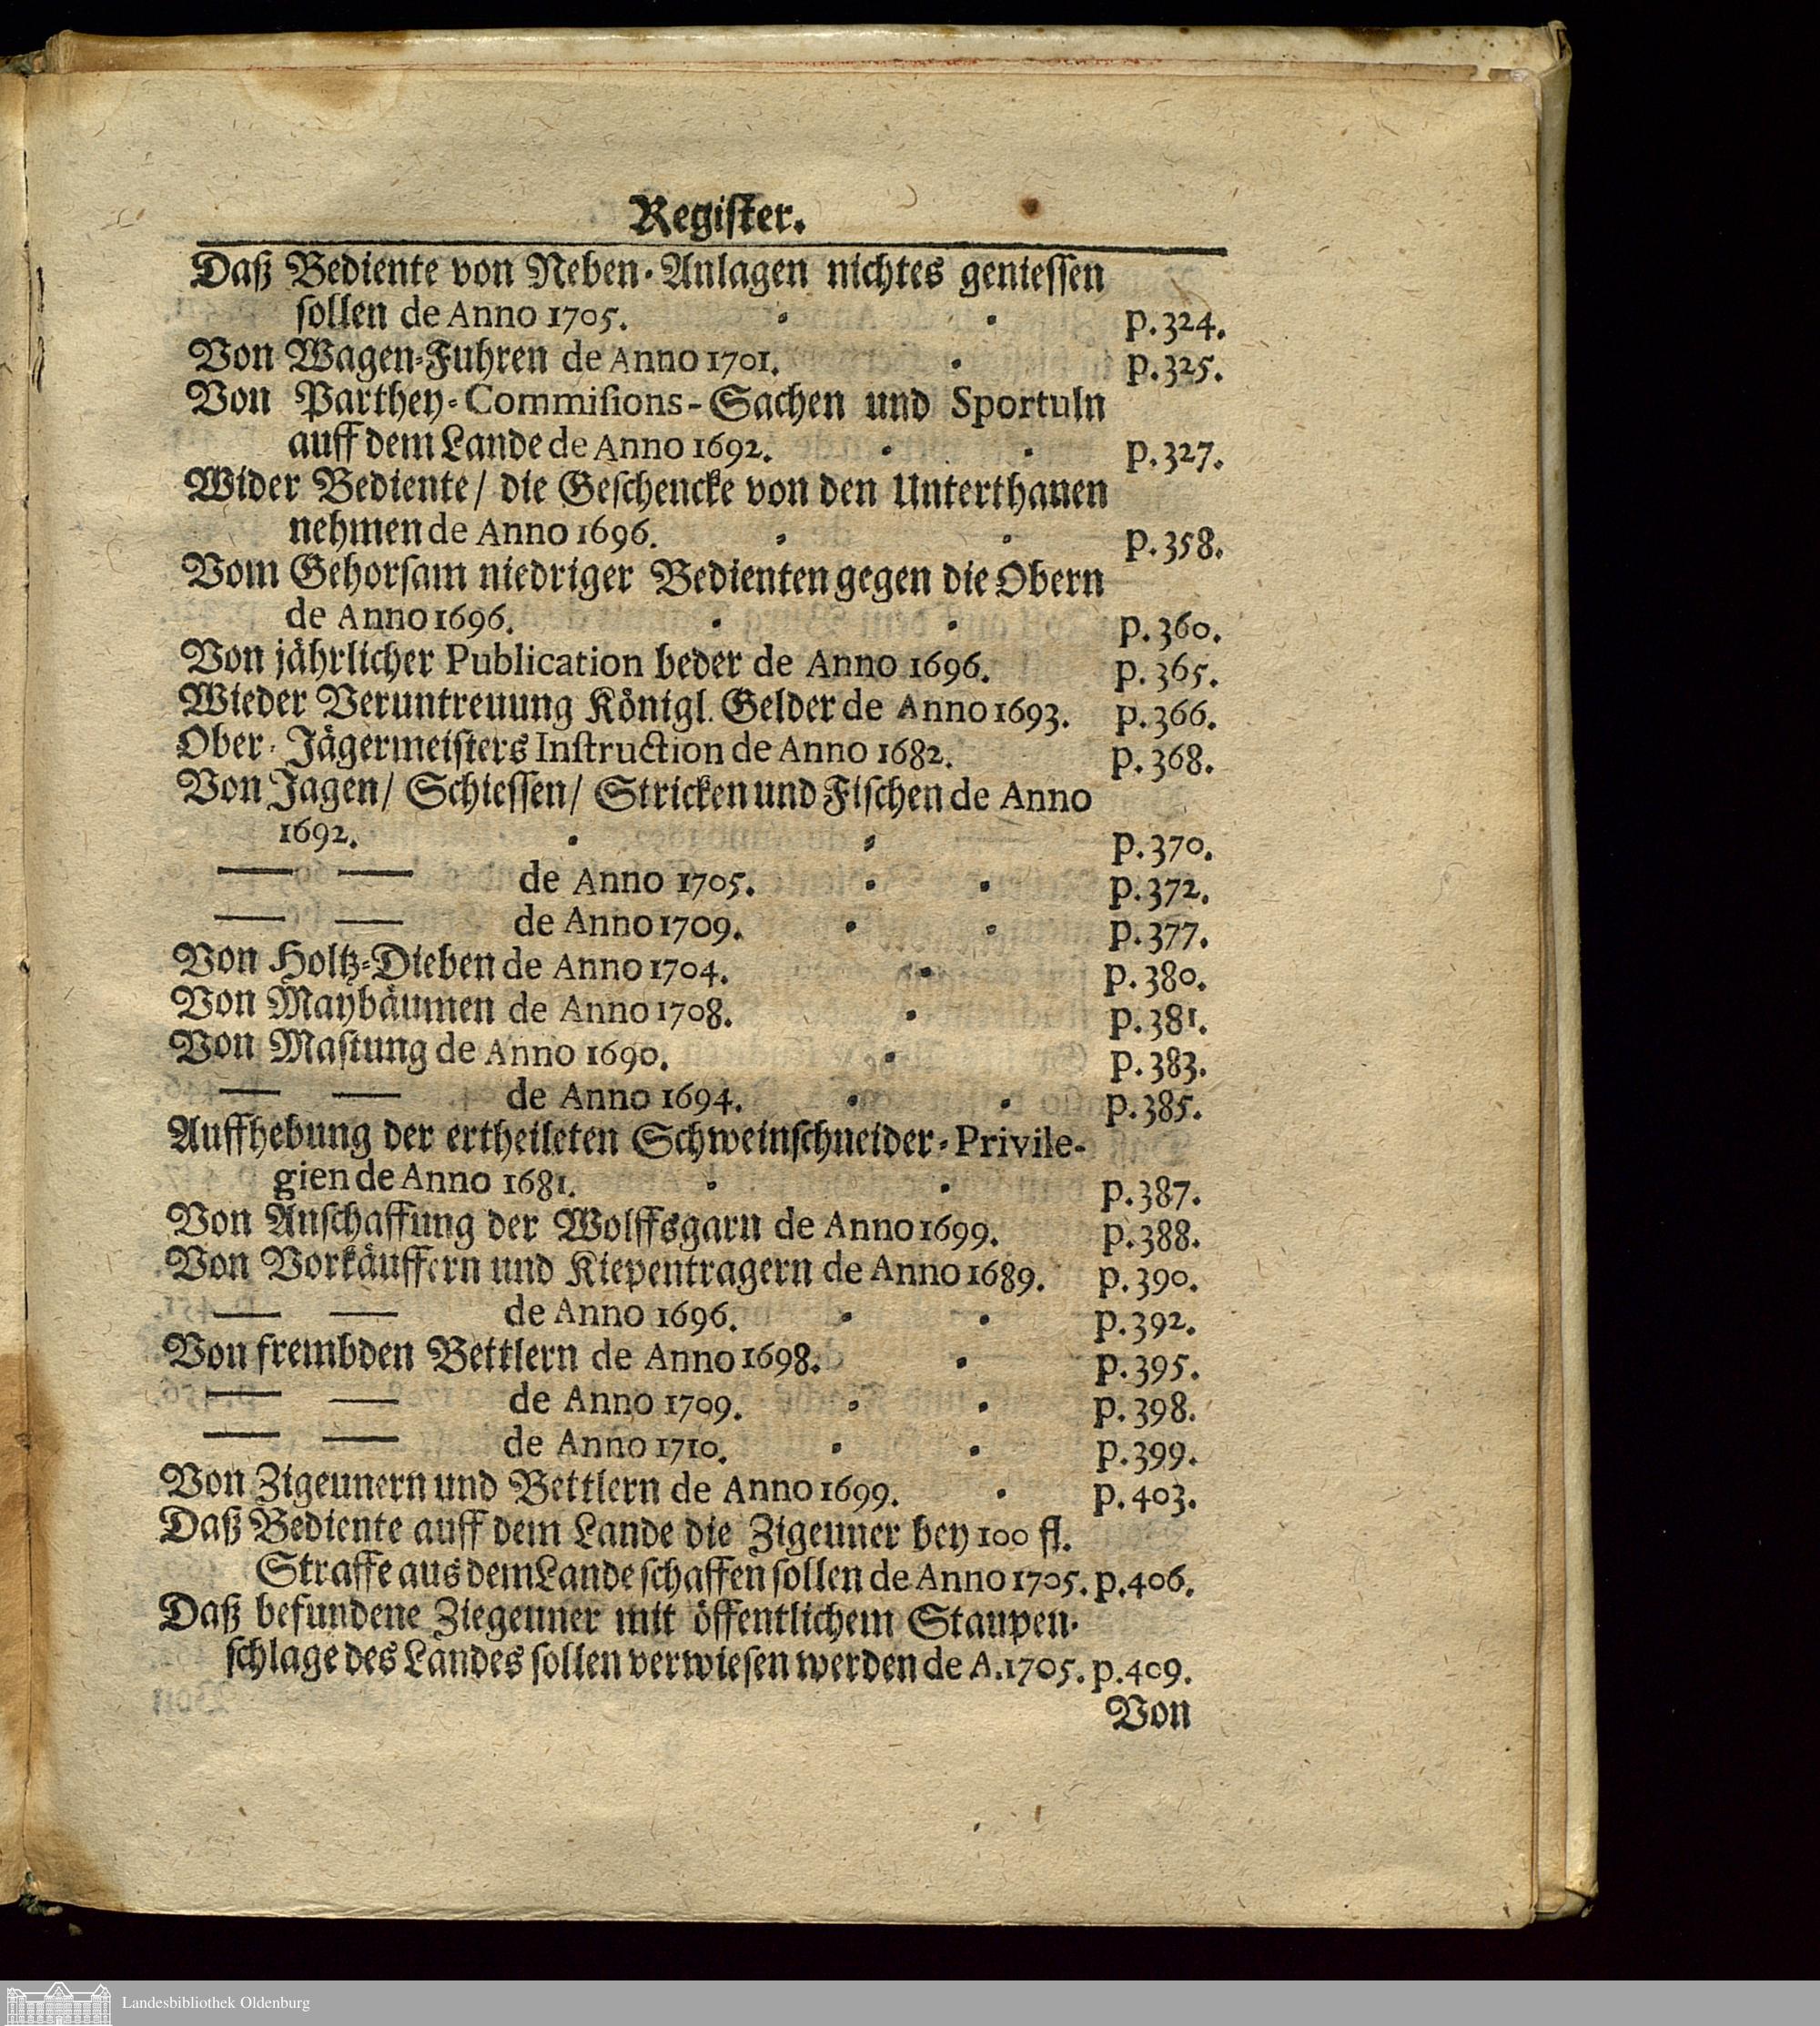 Register.
Daß Bediente von Neben-Anlagen nichtes geniessen
sollen de Anno 1705. p. 324.
Von Wagen-Fuhren de Anno 1701. p. 325.
Von Parthey-Commisions-Sachen und Sportuln
auff dem Lande de Anno 1692. p. 327.
Wider Bediente/ die Geschencke von den Unterthanen
nehmen de Anno 1696. p. 358.
Vom Gehorsam niedriger Bedienten gegen die Obern
de Anno 1696. p. 360.
Von jährlicher Publication beder de Anno 1696. p. 365.
Wieder Veruntreuung Königl. Gelder de Anno 1693. p. 366.
Ober-Jägermeisters Instruction de Anno 1682. p. 368.
Von Jagen/ Schiessen/ Stricken und Fischen de Anno
1692. p. 370.
— — de Anno 1705. p. 372.
— — de Anno 1709. p. 377.
Von Holtz-Dieben de Anno 1704. p. 380.
Von Maybäumen de Anno 1708. p. 381.
Von Mastung de Anno 1690. p. 383.
— — de Anno 1694. p. 385.
Auffhebung der ertheileten Schweinschneider-Privile-
gien de Anno 1681. p. 387.
Von Anschaffung der Wolffsgarn de Anno 1699. p. 388.
Von Vorkäuffern und Kiepentragern de Anno 1689. p. 390.
— — de Anno 1696. p. 392.
Von frembden Bettlern de Anno 1698. p. 395.
— — de Anno 1709. p. 398.
— — de Anno 1710. p. 399.
Von Zigeunern und Bettlern de Anno 1699. p. 403.
Daß Bediente auff dem Lande die Zigeuner bey 100 fl.
Straffe aus dem Lande schaffen sollen de Anno 1705. p. 406.
Daß befundene Ziegeuner mit öffentlichem Staupen-
schlage des Landes sollen verwiesen werden de A. 1705. p. 409.
Von
Landesbibliothek Oldenburg